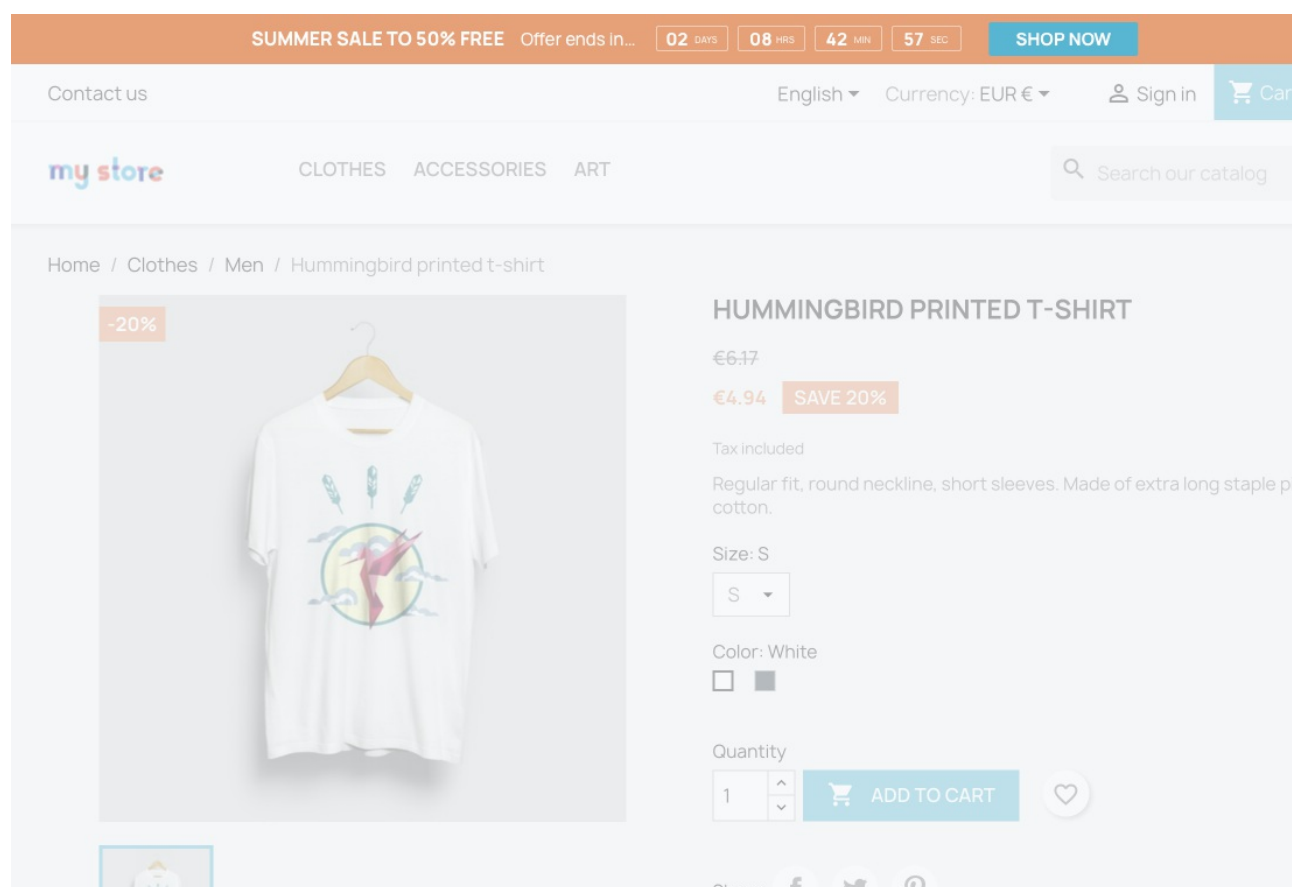 SUMMER SALE TO 50% FREE Offer ends in... 02 DAYS 08 HRS 42 MIN 57 SEC SHOP NOW
Contact us English Currency: EUR € Sign in
my store CLOTHES ACCESSORIES ART Search our catalog
Home / Clothes / Men / Hummingbird printed t-shirt
-20%
HUMMINGBIRD PRINTED T-SHIRT
€6.17
€4.94 SAVE 20%
Tax included
Regular fit, round neckline, short sleeves. Made of extra long staple
cotton.
Size: S
S
Color: White
Quantity
1 ADD TO CART